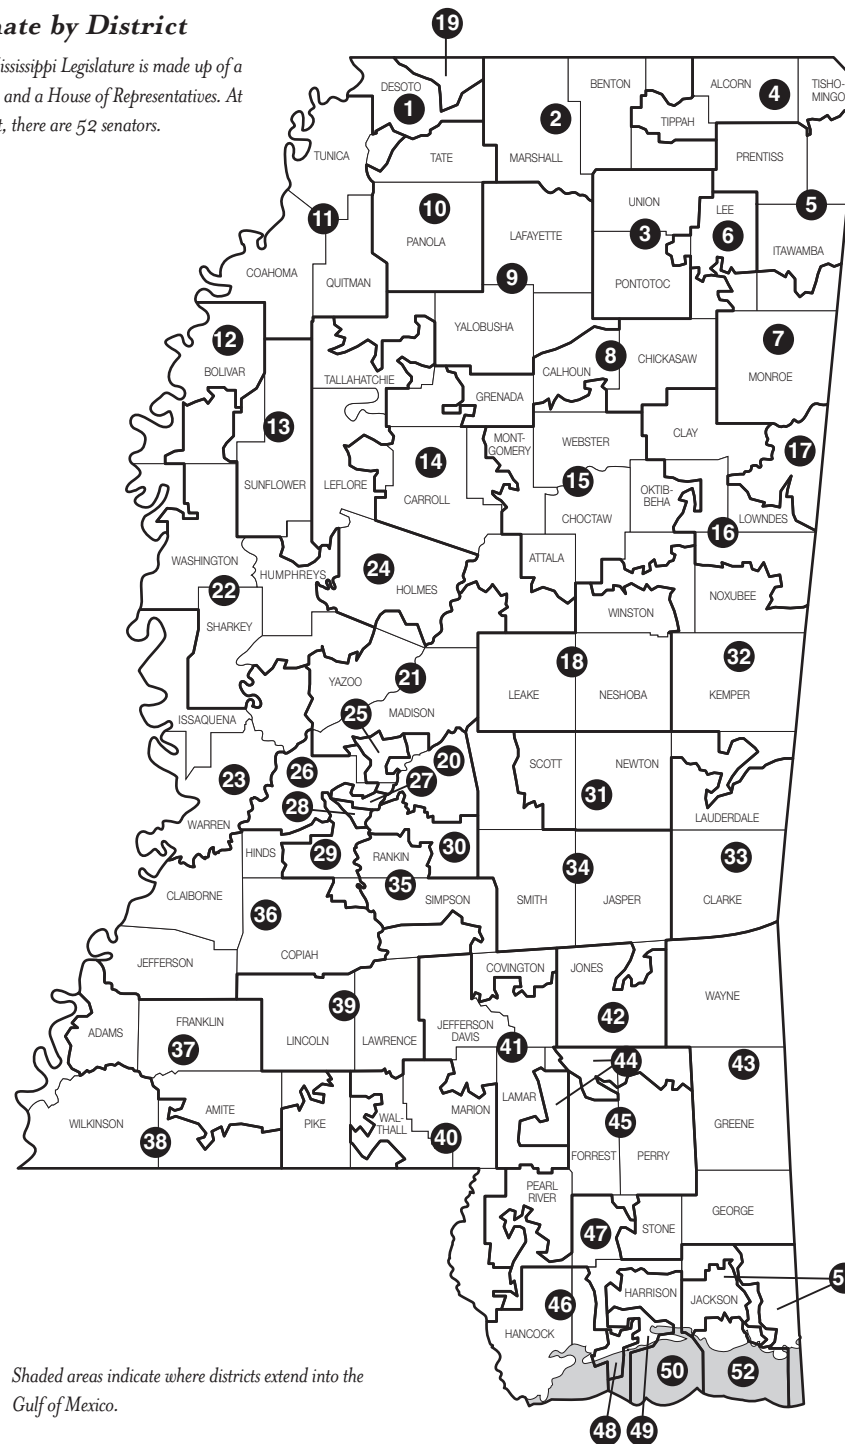 nate by District
ississippi Legislature is made up of a
and a House of Representatives. At
t, there are 52 senators.
19
DESOTO
1
2
BENTON
ALCORN
4
TISHO-
MINGO
TIPPAH
TUNICA
TATE
MARSHALL
PRENTISS
11
10
PANOLA
LAFAYETTE
UNION
3
LEE
6
5
ITAWAMBA
COAHOMA
QUITMAN
9
PONTOTOC
12
BOLIVAR
YALOBUSHA
8
CALHOUN
CHICKASAW
7
MONROE
TALLAHATCHIE
GRENADA
13
SUNFLOWER
LEFLORE
14
CARROLL
MONT-
GOMERY
WEBSTER
15
CLAY
17
OKTIB-
BEHA
CHOCTAW
16
LOWNDES
WASHINGTON
22
HUMPHREYS
24
HOLMES
ATTALA
NOXUBEE
WINSTON
SHARKEY
18
32
YAZOO
21
LEAKE
NESHOBA
KEMPER
ISSAQUENA
25
MADISON
23
26
20
27
SCOTT
NEWTON
31
28
WARREN
LAUDERDALE
HINDS
29
RANKIN
30
35
34
33
CLAIBORNE
36
SIMPSON
SMITH
JASPER
CLARKE
JEFFERSON
COPIAH
COVINGTON
JONES
WAYNE
ADAMS
FRANKLIN
37
39
LINCOLN
LAWRENCE
JEFFERSON
DAVIS
42
41
44
43
WILKINSON
38
AMITE
PIKE
WAL-
THALL
MARION
40
LAMAR
45
GREENE
FORREST
PERRY
PEARL
RIVER
47
STONE
GEORGE
46
HANCOCK
HARRISON
JACKSON
5
50
52
48
49
Shaded areas indicate where districts extend into the
Gulf of Mexico.